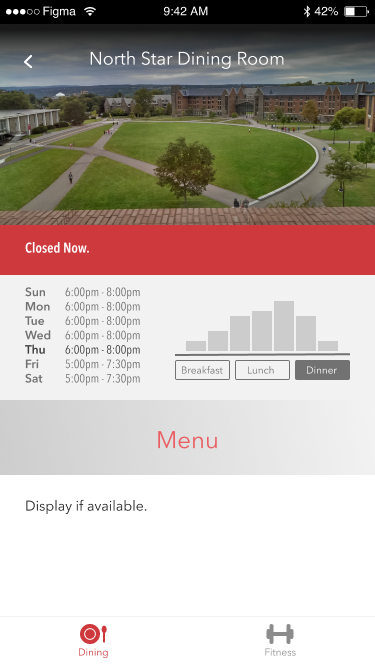 Figma 9:42 AM 42%
North Star Dining Room
Closed Now.
Sun 6:00pm - 8:00pm
Mon 6:00pm - 8:00pm
Tue 6:00pm - 8:00pm
Wed 6:00pm - 8:00pm
Thu 6:00pm - 8:00pm
Fri 5:00pm - 7:30pm
Sat 5:00pm - 7:30pm
Breakfast Lunch Dinner
Menu
Display if available.
Dining Fitness